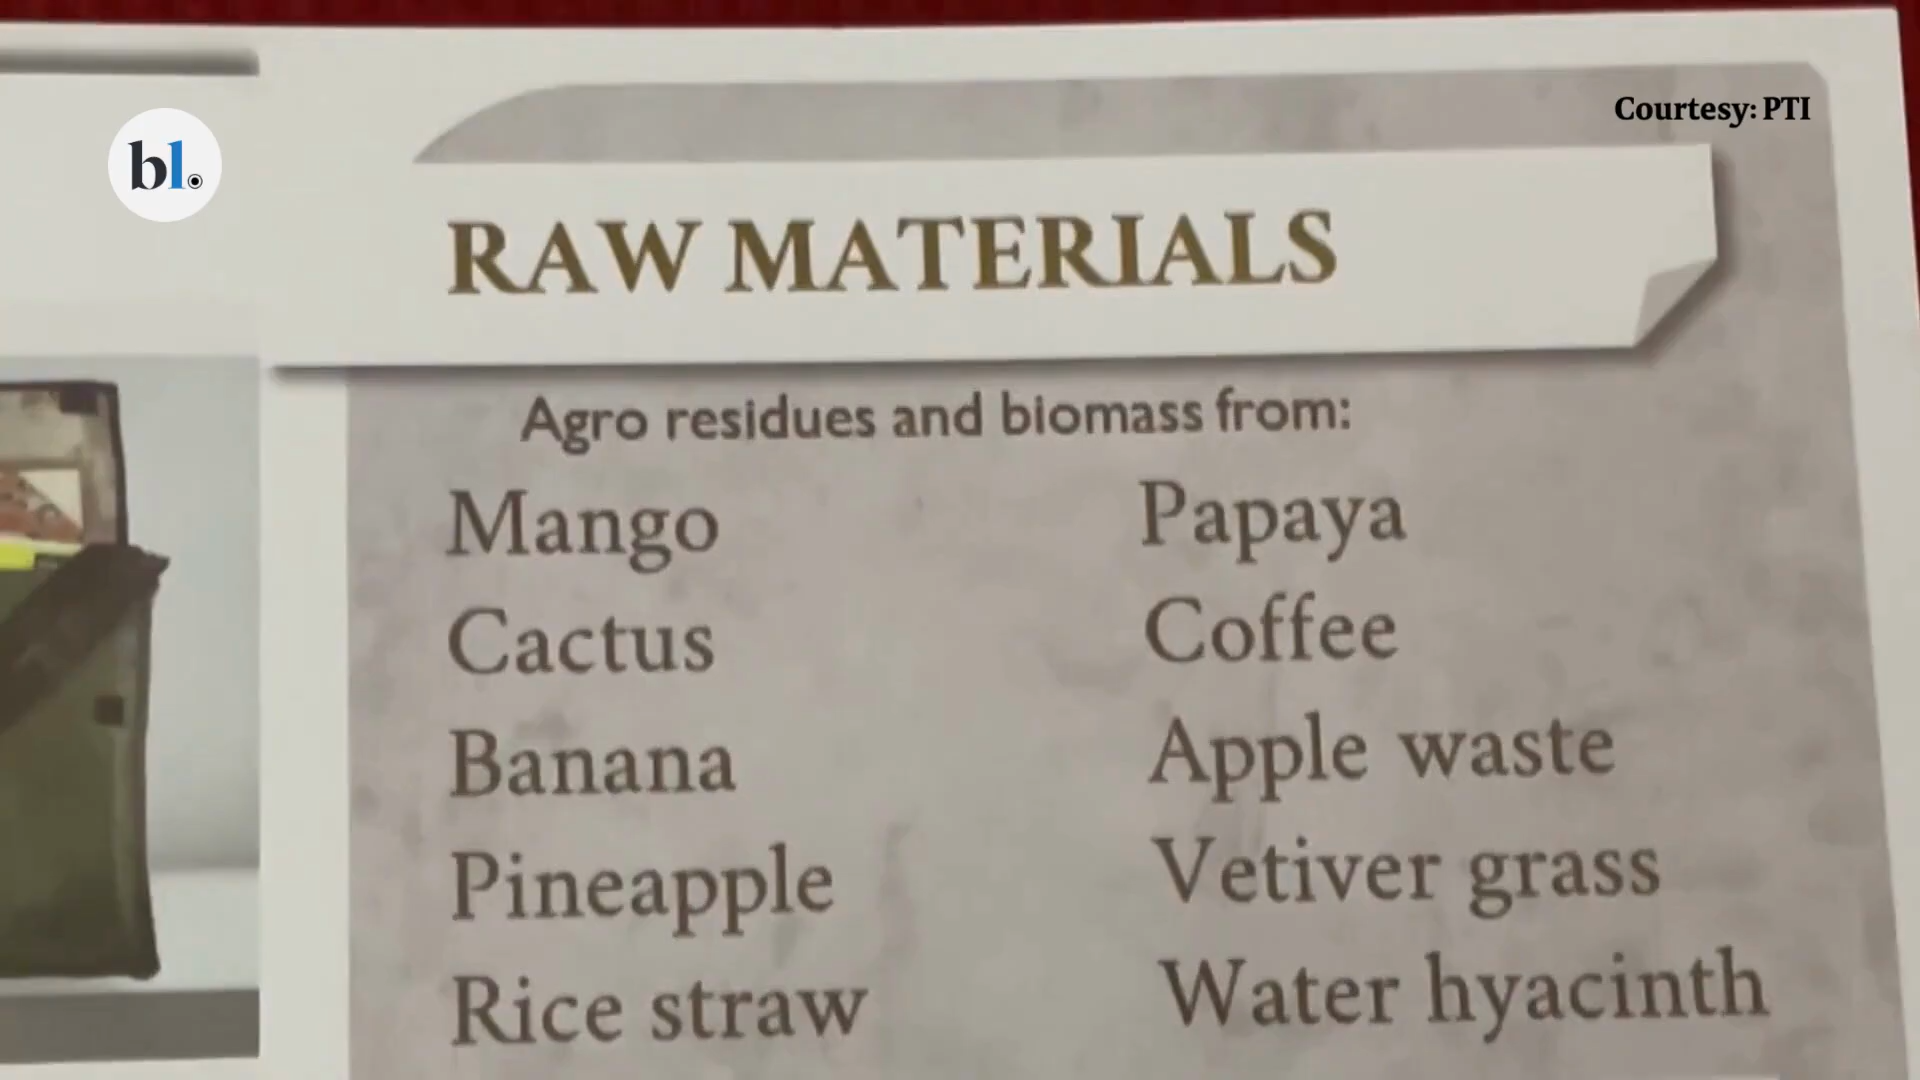 bl.
Courtesy: PTI
RAW MATERIALS
Agro residues and biomass from:
Mango
Cactus
Banana
Pineapple
Rice straw
Papaya
Coffee
Apple waste
Vetiver grass
Water hyacinth